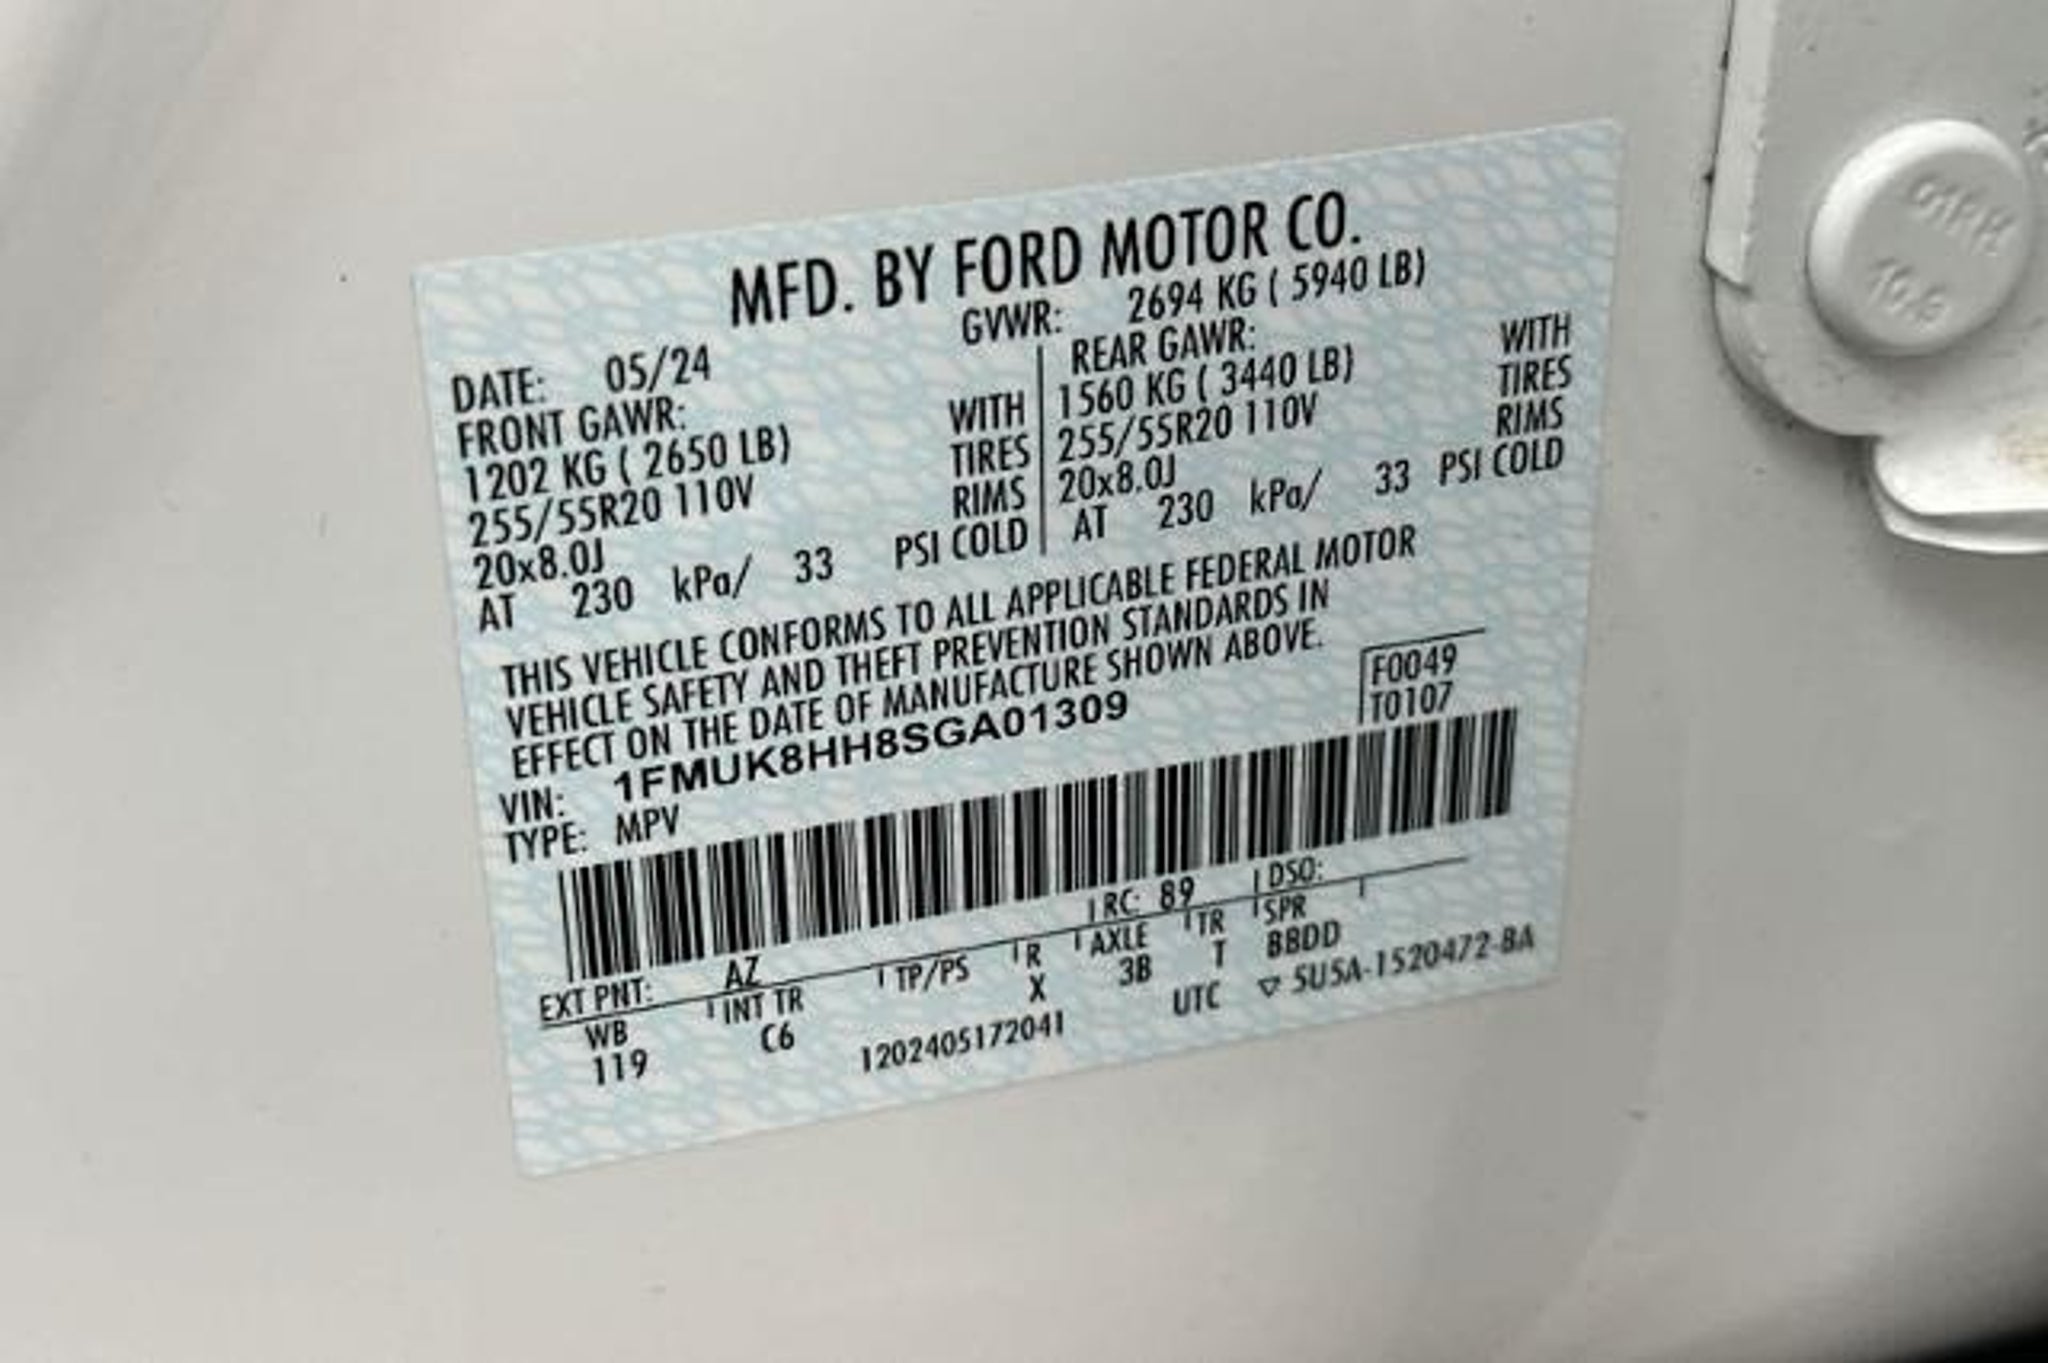 MFD. BY FORD MOTOR CO.
DATE: 05/24 GVWR: 2694 KG ( 5940 LB)
FRONT GAWR:
1202 KG ( 2650 LB) WITH
255/55R20 110V TIRES
20x8.0J RIMS
AT 230 kPa/ 33 PSI COLD
REAR GAWR:
1560 KG ( 3440 LB) WITH
255/55R20 110V TIRES
20x8.0J RIMS
AT 230 kPa/ 33 PSI COLD
THIS VEHICLE CONFORMS TO ALL APPLICABLE FEDERAL MOTOR
VEHICLE SAFETY AND THEFT PREVENTION STANDARDS IN
EFFECT ON THE DATE OF MANUFACTURE SHOWN ABOVE.
F0049
T0107
VIN: 1FMUK8HH8SGA01309
TYPE: MPV
EXT PNT: AZ RC: 89 DSO:
WB INT TR TP/PS R AXLE TR SPR
119 C6 X 3B T BBDD
1202405172041 UTC ▽ 5U5A-1520472-BA
10.9